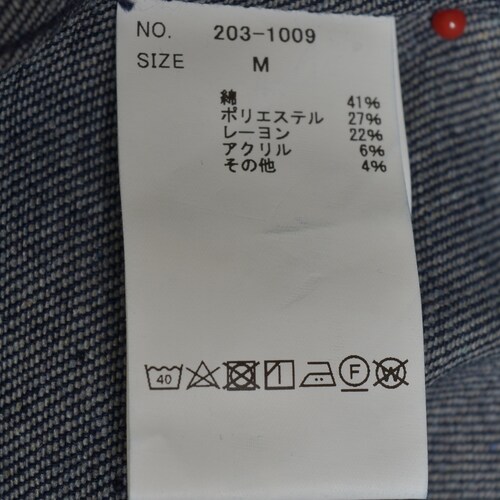 NO. 203-1009
SIZE M
綿 41%
ポリエステル 27%
レーヨン 22%
アクリル 6%
その他 4%
40 F W